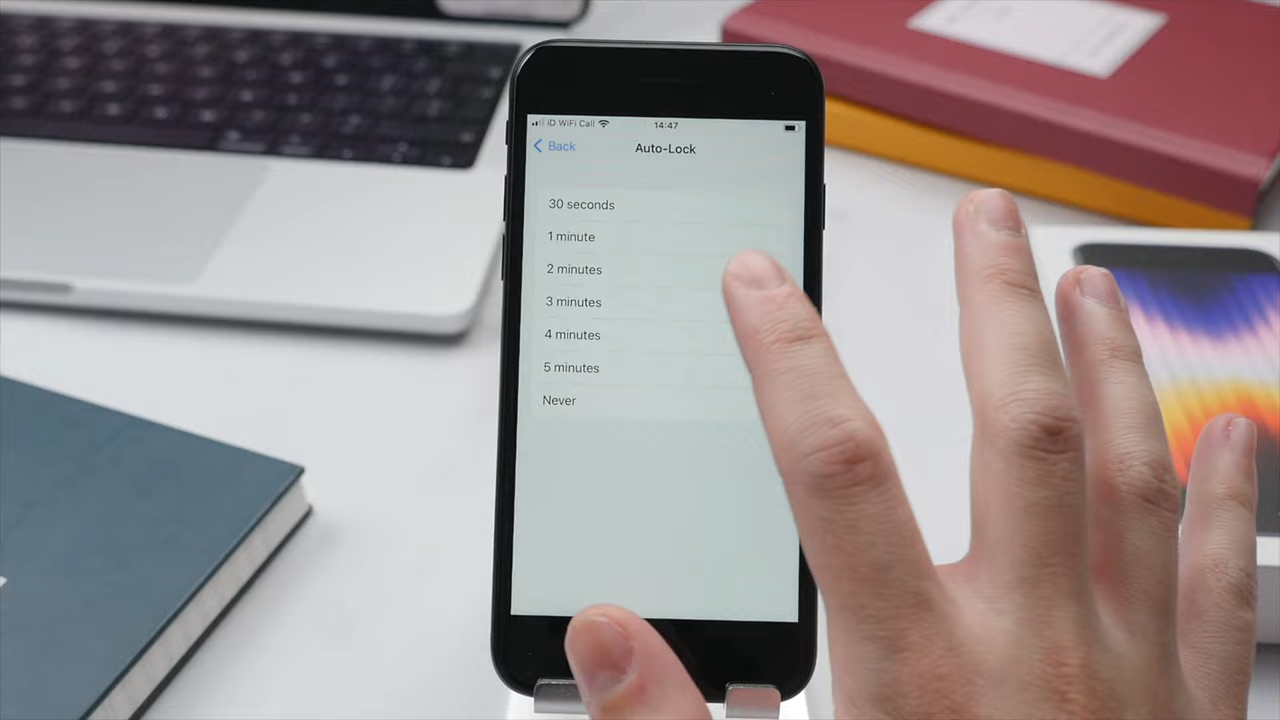 iD WiFi Call 14:47
Back Auto-Lock
30 seconds
1 minute
2 minutes
3 minutes
4 minutes
5 minutes
Never